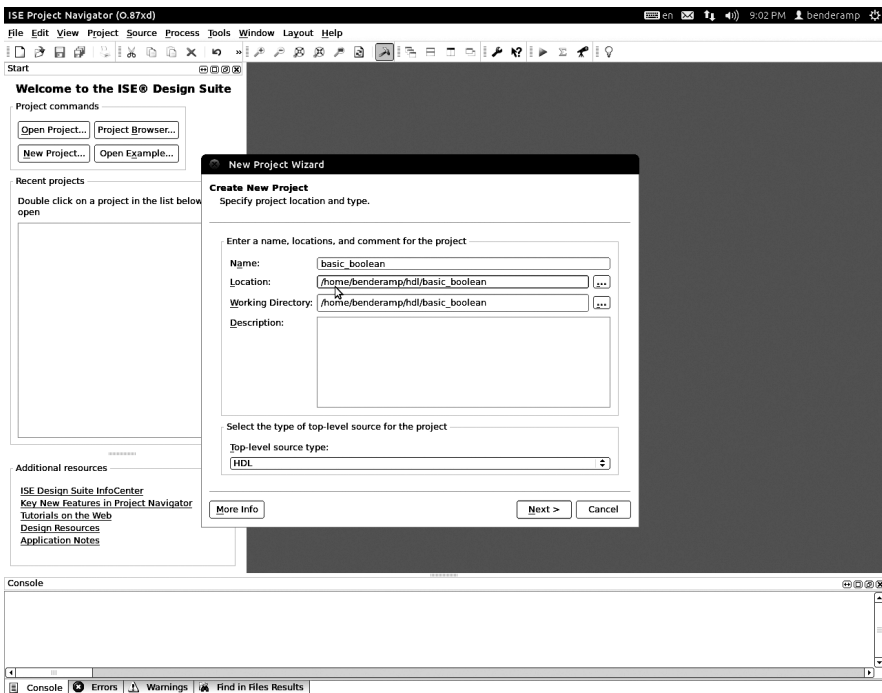 ISE Project Navigator (O.87xd)
en 9:02 PM benderamp
File Edit View Project Source Process Tools Window Layout Help
Start
Welcome to the ISE® Design Suite
Project commands
Open Project... Project Browser...
New Project... Open Example...
Recent projects
Double click on a project in the list below
open
New Project Wizard
Create New Project
Specify project location and type.
Enter a name, locations, and comment for the project
Name: basic_boolean
Location: /home/benderamp/hdl/basic_boolean ...
Working Directory: /home/benderamp/hdl/basic_boolean ...
Description:
Select the type of top-level source for the project
Top-level source type:
HDL
More Info Next > Cancel
Additional resources
ISE Design Suite InfoCenter
Key New Features in Project Navigator
Tutorials on the Web
Design Resources
Application Notes
Console
Console Errors Warnings Find in Files Results